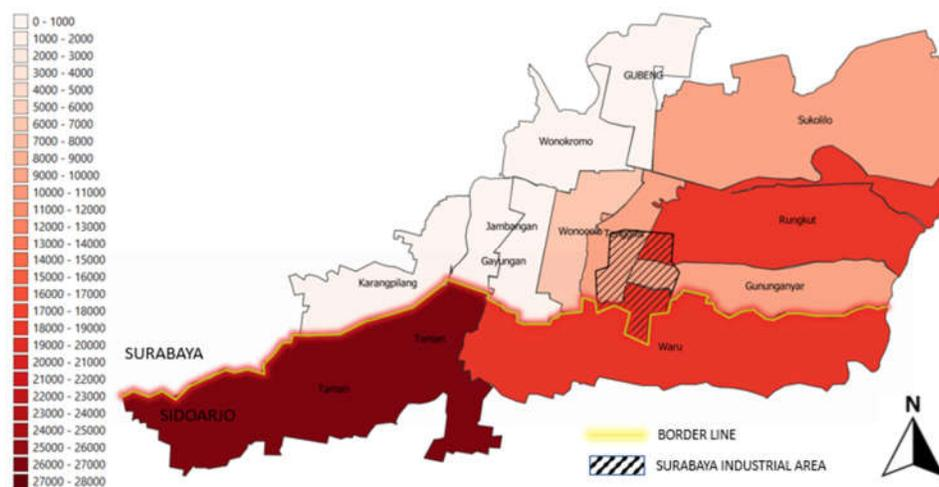 0 - 1000
1000 - 2000
2000 - 3000
3000 - 4000
4000 - 5000
5000 - 6000
6000 - 7000
7000 - 8000
8000 - 9000
9000 - 10000
10000 - 11000
11000 - 12000
12000 - 13000
13000 - 14000
14000 - 15000
15000 - 16000
16000 - 17000
17000 - 18000
18000 - 19000
19000 - 20000
20000 - 21000
21000 - 22000
22000 - 23000
23000 - 24000
24000 - 25000
25000 - 26000
26000 - 27000
27000 - 28000
GUBENG
Sukolilo
Wonokromo
Rungkut
Jambangan
Wonocolo
Gayungan
Karangpilang
Gununganyar
Taman
Waru
SURABAYA
Taman
SIDOARJO
N
BORDER LINE
SURABAYA INDUSTRIAL AREA